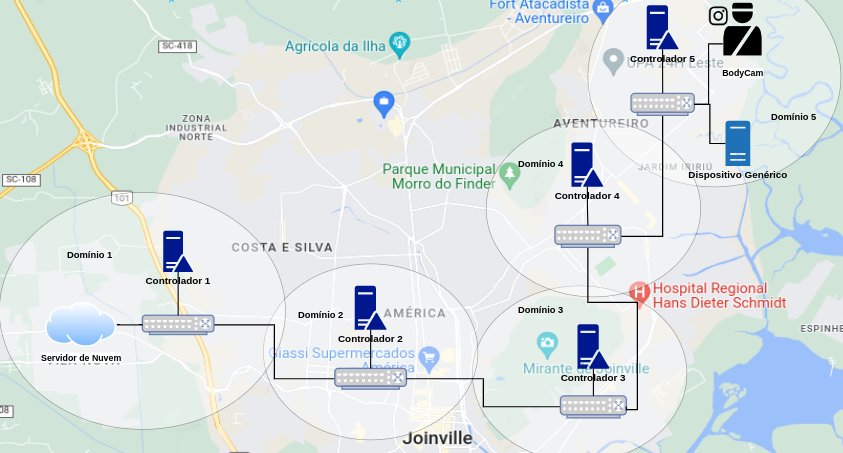 Fort Atacadista
- Aventureiro
SC-418
Agrícola da Ilha
UPA 24H Leste
Controlador 5
BodyCam
ZONA
INDUSTRIAL
NORTE
AVENTUREIRO
Domínio 5
Parque Municipal
Morro do Finder
Domínio 4
JARDIM IRIRIÚ
Dispositivo Genérico
SC-108
101
Controlador 4
Domínio 1
COSTA E SILVA
Controlador 1
Hospital Regional
Hans Dieter Schmidt
Domínio 2
AMÉRICA
Domínio 3
ESPINHE
Controlador 2
Servidor de Nuvem
Giassi Supermercados
América
Mirante de Joinville
Controlador 3
08
Joinville